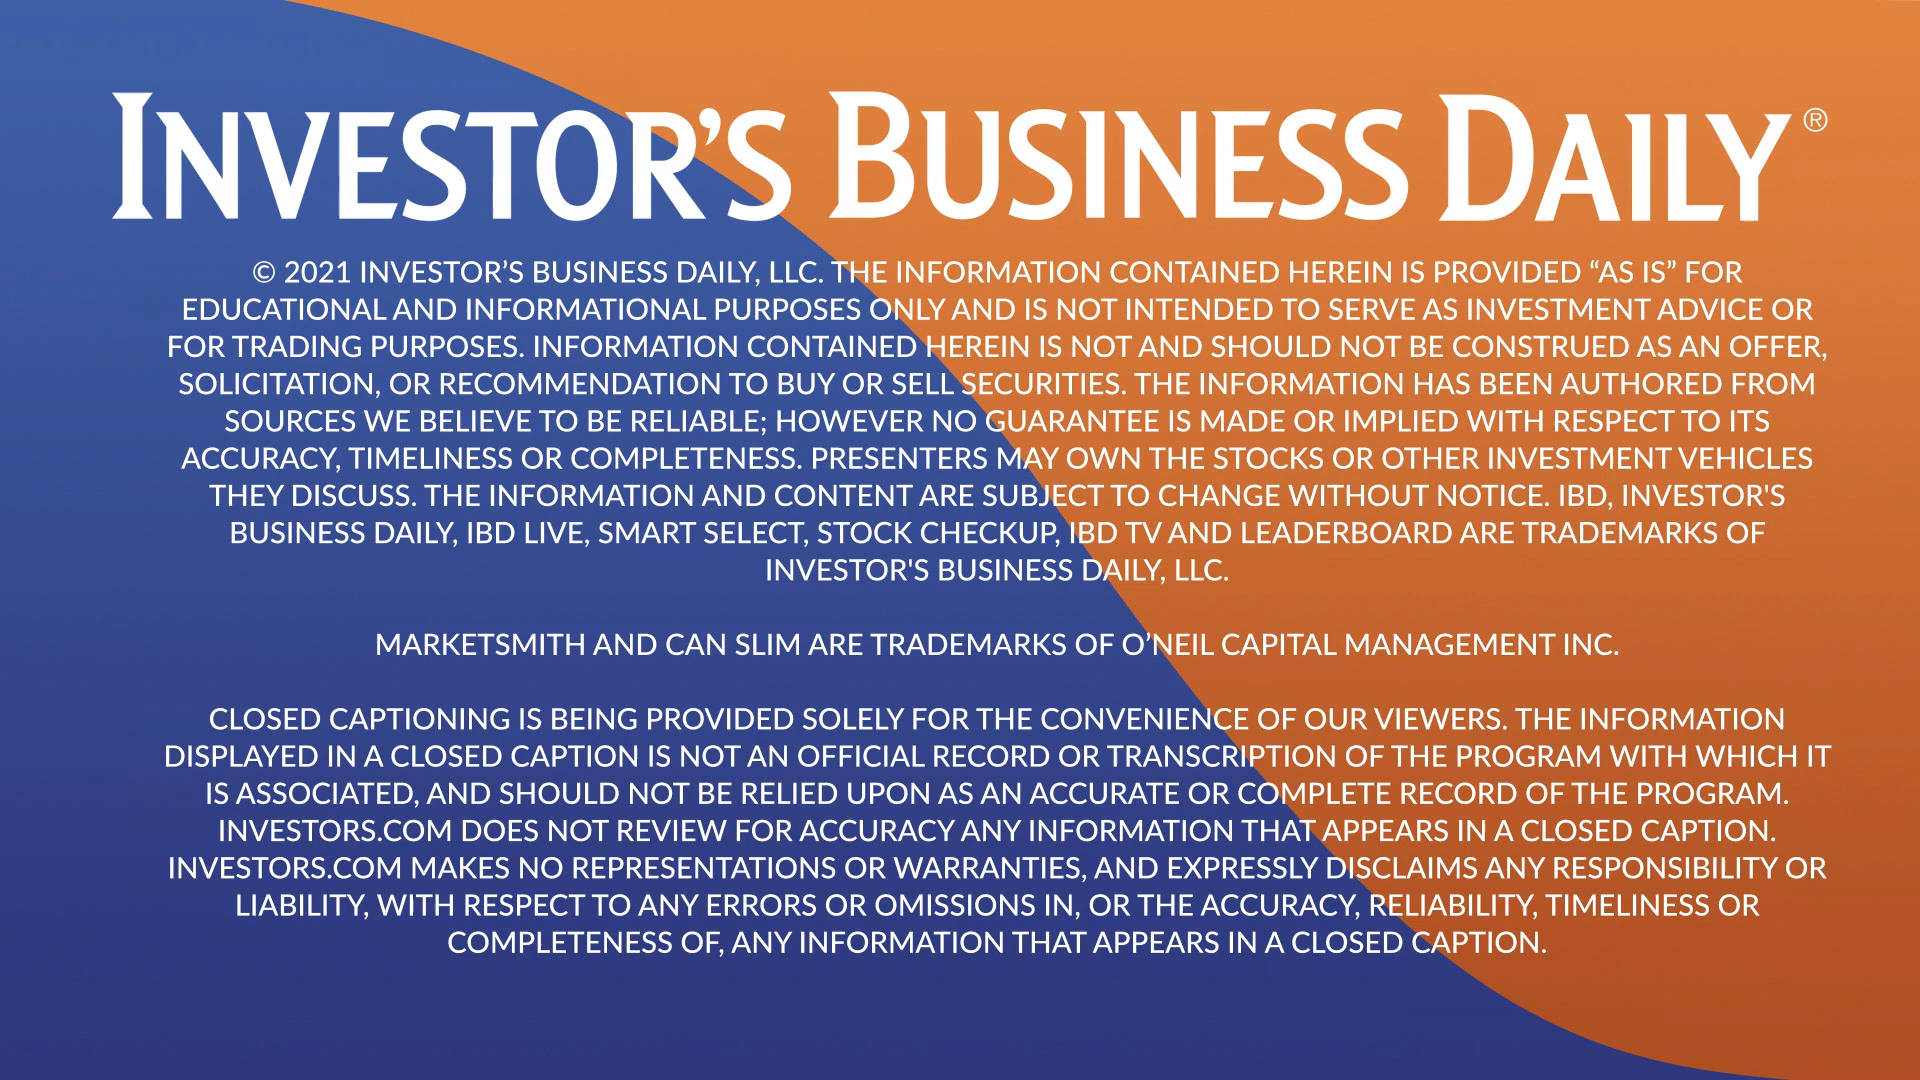 INVESTOR’S BUSINESS DAILY®
© 2021 INVESTOR’S BUSINESS DAILY, LLC. THE INFORMATION CONTAINED HEREIN IS PROVIDED “AS IS” FOR
EDUCATIONAL AND INFORMATIONAL PURPOSES ONLY AND IS NOT INTENDED TO SERVE AS INVESTMENT ADVICE OR
FOR TRADING PURPOSES. INFORMATION CONTAINED HEREIN IS NOT AND SHOULD NOT BE CONSTRUED AS AN OFFER,
SOLICITATION, OR RECOMMENDATION TO BUY OR SELL SECURITIES. THE INFORMATION HAS BEEN AUTHORED FROM
SOURCES WE BELIEVE TO BE RELIABLE; HOWEVER NO GUARANTEE IS MADE OR IMPLIED WITH RESPECT TO ITS
ACCURACY, TIMELINESS OR COMPLETENESS. PRESENTERS MAY OWN THE STOCKS OR OTHER INVESTMENT VEHICLES
THEY DISCUSS. THE INFORMATION AND CONTENT ARE SUBJECT TO CHANGE WITHOUT NOTICE. IBD, INVESTOR'S
BUSINESS DAILY, IBD LIVE, SMART SELECT, STOCK CHECKUP, IBD TV AND LEADERBOARD ARE TRADEMARKS OF
INVESTOR'S BUSINESS DAILY, LLC.
MARKETSMITH AND CAN SLIM ARE TRADEMARKS OF O’NEIL CAPITAL MANAGEMENT INC.
CLOSED CAPTIONING IS BEING PROVIDED SOLELY FOR THE CONVENIENCE OF OUR VIEWERS. THE INFORMATION
DISPLAYED IN A CLOSED CAPTION IS NOT AN OFFICIAL RECORD OR TRANSCRIPTION OF THE PROGRAM WITH WHICH IT
IS ASSOCIATED, AND SHOULD NOT BE RELIED UPON AS AN ACCURATE OR COMPLETE RECORD OF THE PROGRAM.
INVESTORS.COM DOES NOT REVIEW FOR ACCURACY ANY INFORMATION THAT APPEARS IN A CLOSED CAPTION.
INVESTORS.COM MAKES NO REPRESENTATIONS OR WARRANTIES, AND EXPRESSLY DISCLAIMS ANY RESPONSIBILITY OR
LIABILITY, WITH RESPECT TO ANY ERRORS OR OMISSIONS IN, OR THE ACCURACY, RELIABILITY, TIMELINESS OR
COMPLETENESS OF, ANY INFORMATION THAT APPEARS IN A CLOSED CAPTION.